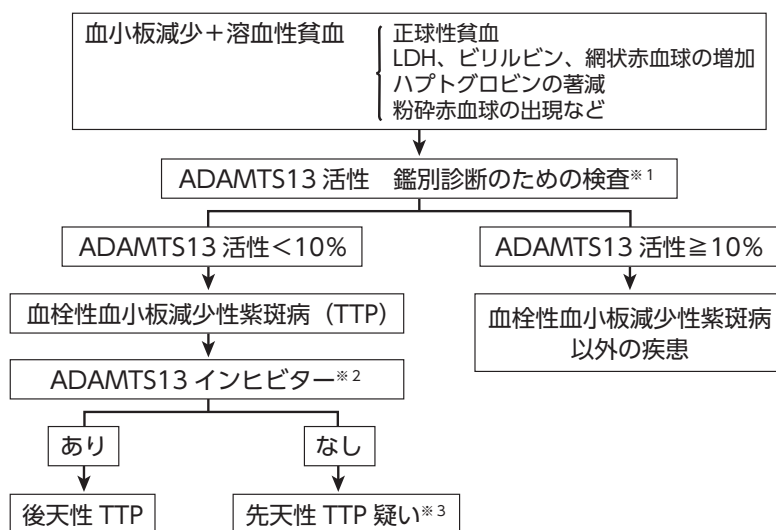 血小板減少＋溶血性貧血
正球性貧血
LDH、ビリルビン、網状赤血球の増加
ハプトグロビンの著減
粉砕赤血球の出現など
ADAMTS13 活性　鑑別診断のための検査※1
ADAMTS13 活性＜10%
ADAMTS13 活性≧10%
血栓性血小板減少性紫斑病（TTP）
血栓性血小板減少性紫斑病
以外の疾患
ADAMTS13 インヒビター※2
あり
なし
後天性 TTP
先天性 TTP 疑い※3